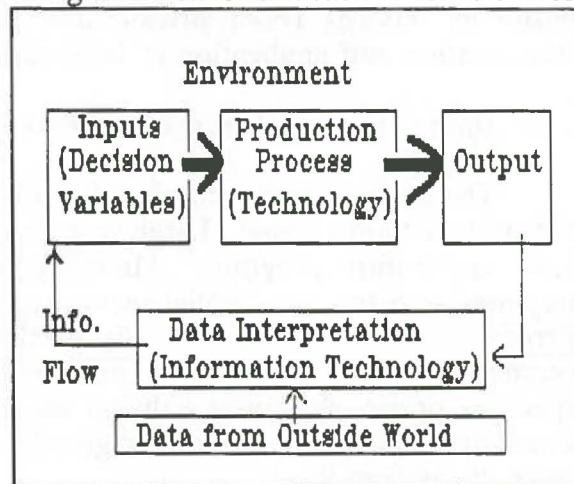 Environment
Inputs
(Decision
Variables)
Production
Process
(Technology)
Output
Info.
Flow
Data Interpretation
(Information Technology)
Data from Outside World